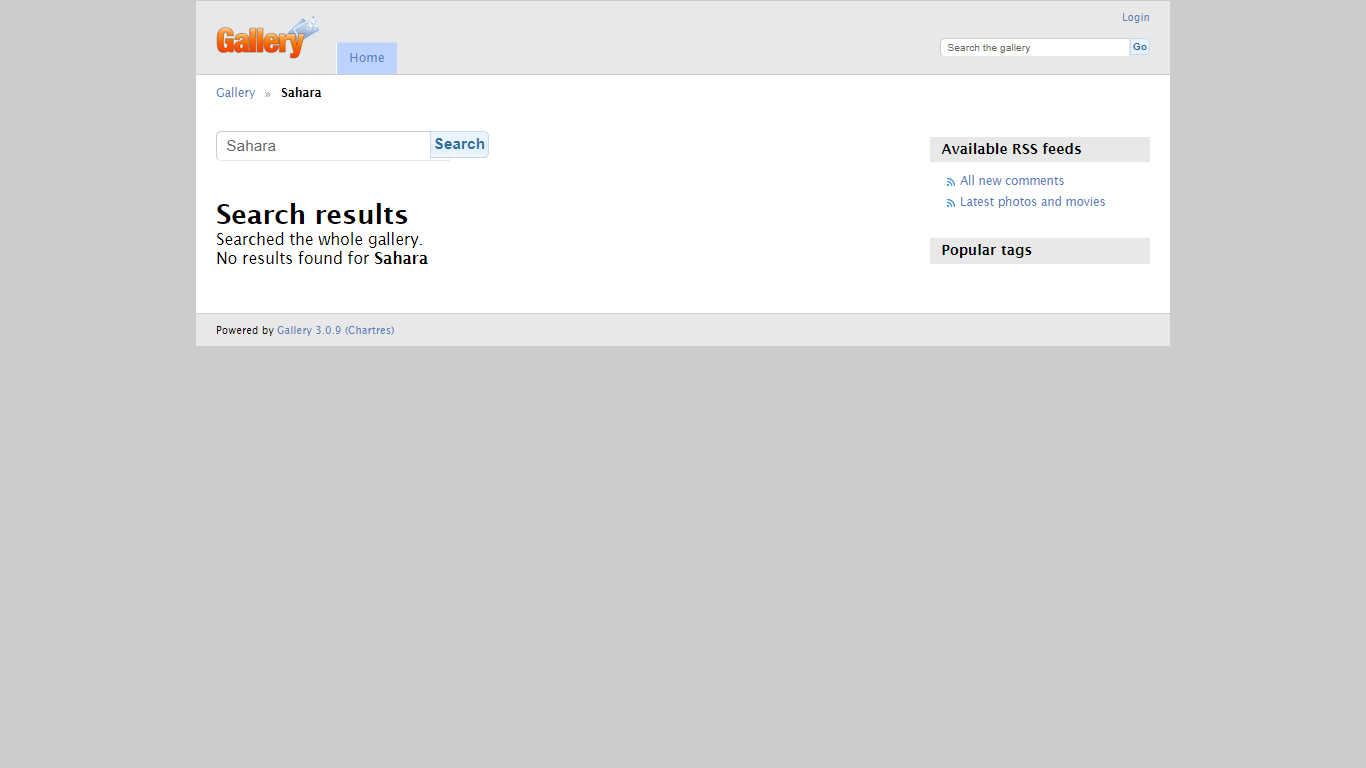 Gallery
Home
Login
Search the gallery
Go
Gallery » Sahara
Sahara
Search
Search results
Searched the whole gallery.
No results found for Sahara
Available RSS feeds
All new comments
Latest photos and movies
Popular tags
Powered by Gallery 3.0.9 (Chartres)